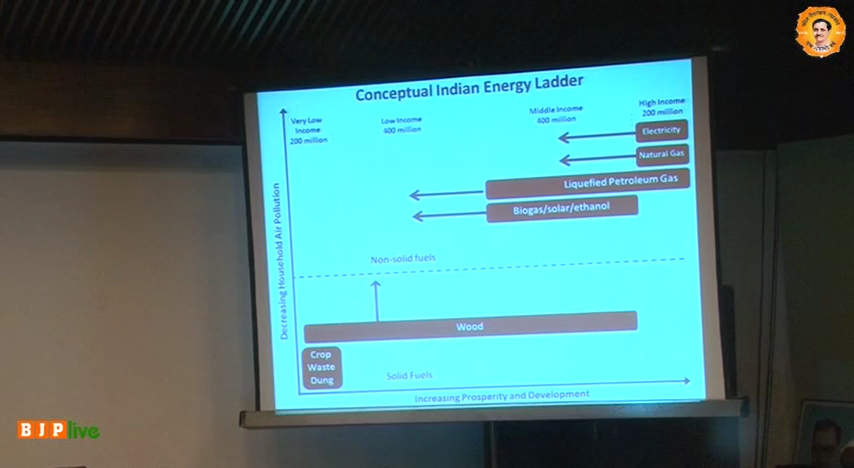 Conceptual Indian Energy Ladder
Very Low
Income
200 million
Low Income
400 million
Middle Income
400 million
High Income
200 million
Electricity
Natural Gas
Liquefied Petroleum Gas
Biogas/solar/ethanol
Non-solid fuels
Wood
Crop
Waste
Dung
Solid Fuels
Decreasing Household Air Pollution
Increasing Prosperity and Development
BJP live